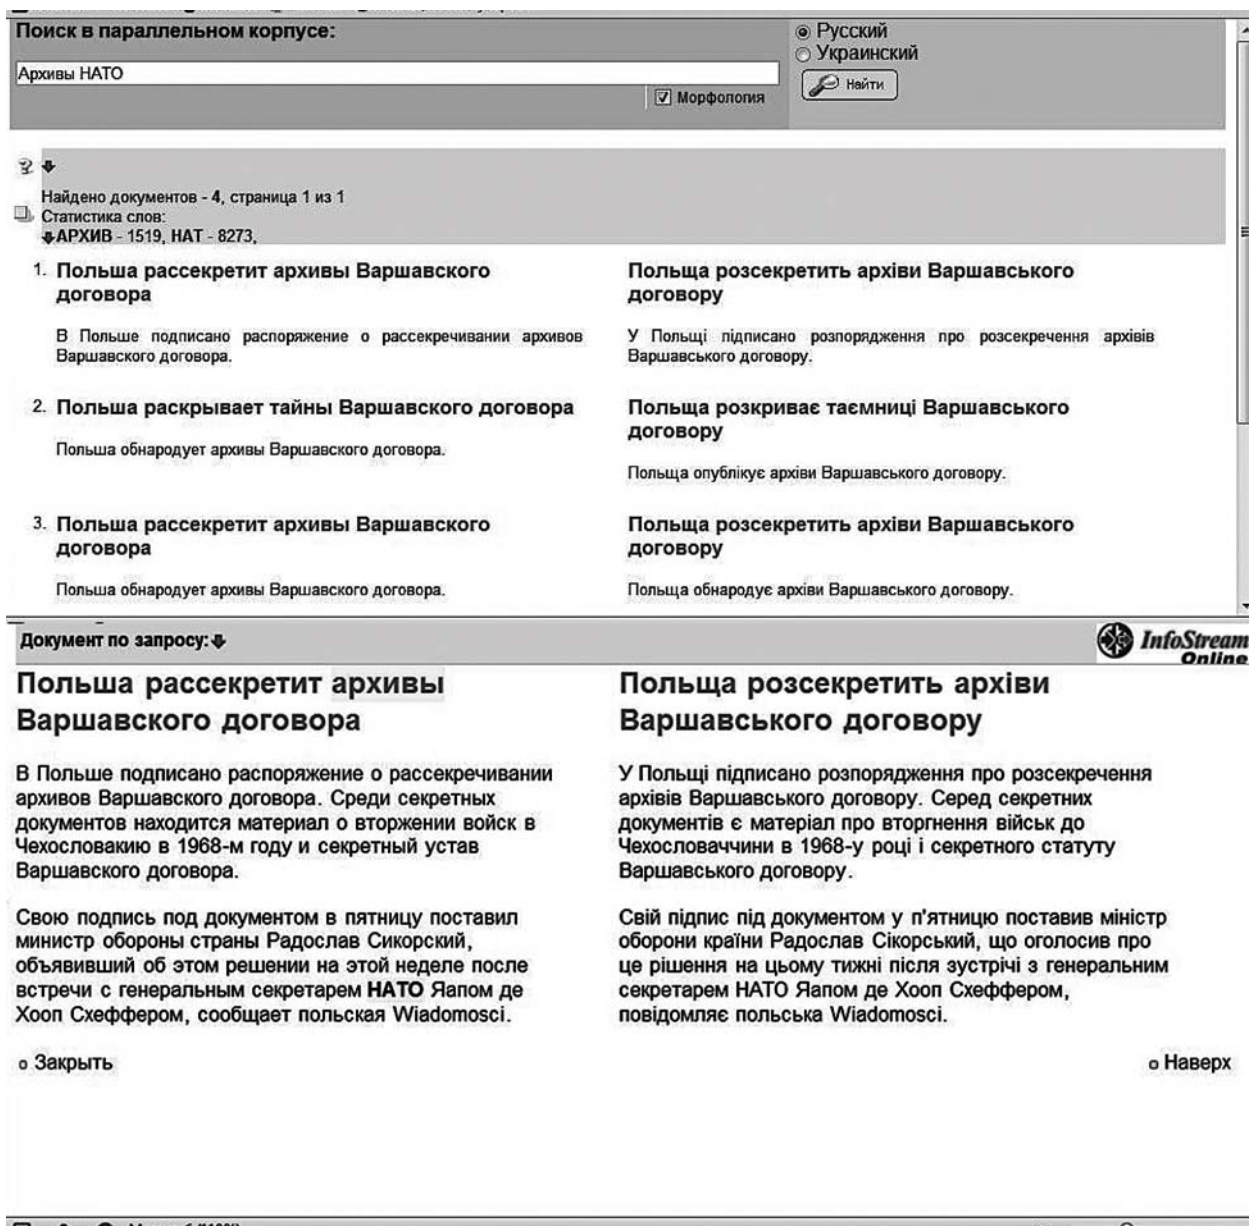 Поиск в параллельном корпусе:
Русский
Украинский
Архивы НАТО
Найти
Морфология
Найдено документов - 4, страница 1 из 1
Статистика слов:
АРХИВ - 1519, НАТ - 8273,
1. Польша рассекретит архивы Варшавского
договора
В Польше подписано распоряжение о рассекречивании архивов
Варшавского договора.
Польща розсекретить архіви Варшавського
договору
У Польщі підписано розпорядження про розсекречення архівів
Варшавського договору.
2. Польша раскрывает тайны Варшавского договора
Польша обнародует архивы Варшавского договора.
Польща розкриває таємниці Варшавського
договору
Польща опублікує архіви Варшавського договору.
3. Польша рассекретит архивы Варшавского
договора
Польша обнародует архивы Варшавского договора.
Польща розсекретить архіви Варшавського
договору
Польща обнародує архіви Варшавського договору.
Документ по запросу:
InfoStream
Online
Польша рассекретит архивы
Варшавского договора
В Польше подписано распоряжение о рассекречивании
архивов Варшавского договора. Среди секретных
документов находится материал о вторжении войск в
Чехословакию в 1968-м году и секретный устав
Варшавского договора.
Свою подпись под документом в пятницу поставил
министр обороны страны Радослав Сикорский,
объявивший об этом решении на этой неделе после
встречи с генеральным секретарем НАТО Яапом де
Хооп Схеффером, сообщает польская Wiadomosci.
Польща розсекретить архіви
Варшавського договору
У Польщі підписано розпорядження про розсекречення
архівів Варшавського договору. Серед секретних
документів є матеріал про вторгнення військ до
Чехословаччини в 1968-у році і секретного статуту
Варшавського договору.
Свій підпис під документом у п'ятницю поставив міністр
оборони країни Радослав Сікорський, що оголосив про
це рішення на цьому тижні після зустрічі з генеральним
секретарем НАТО Яапом де Хооп Схеффером,
повідомляє польська Wiadomosci.
Закрыть
Наверх